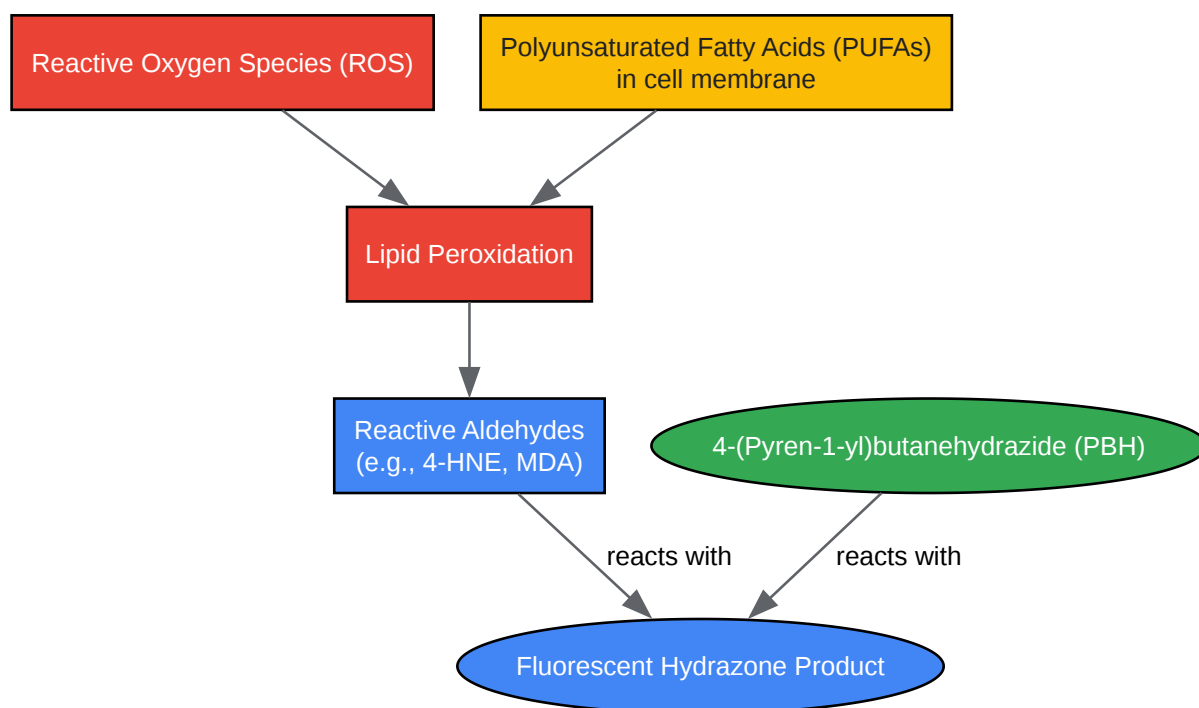 Reactive Oxygen Species (ROS)
Polyunsaturated Fatty Acids (PUFAs)
in cell membrane
Lipid Peroxidation
Reactive Aldehydes
(e.g., 4-HNE, MDA)
4-(Pyren-1-yl)butanehydrazide (PBH)
reacts with
reacts with
Fluorescent Hydrazone Product